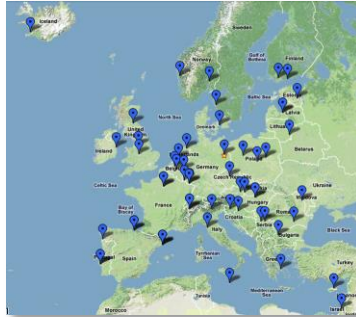 Iceland
Sweden
Norway
Finland
Gulf of
Bothnia
Estonia
Baltic Sea
Latvia
Lithuania
North Sea
Denmark
United
Kingdom
Ireland
Belarus
Poland
Germany
Celtic Sea
Czech Republic
Ukraine
France
Hungary
Bay of
Biscay
Croatia
Serbia
Bulgaria
Italy
Black Sea
Spain
Tyrrhenian
Sea
Greece
Turkey
Tunisia
Mediterranean
Sea
Morocco
Israel